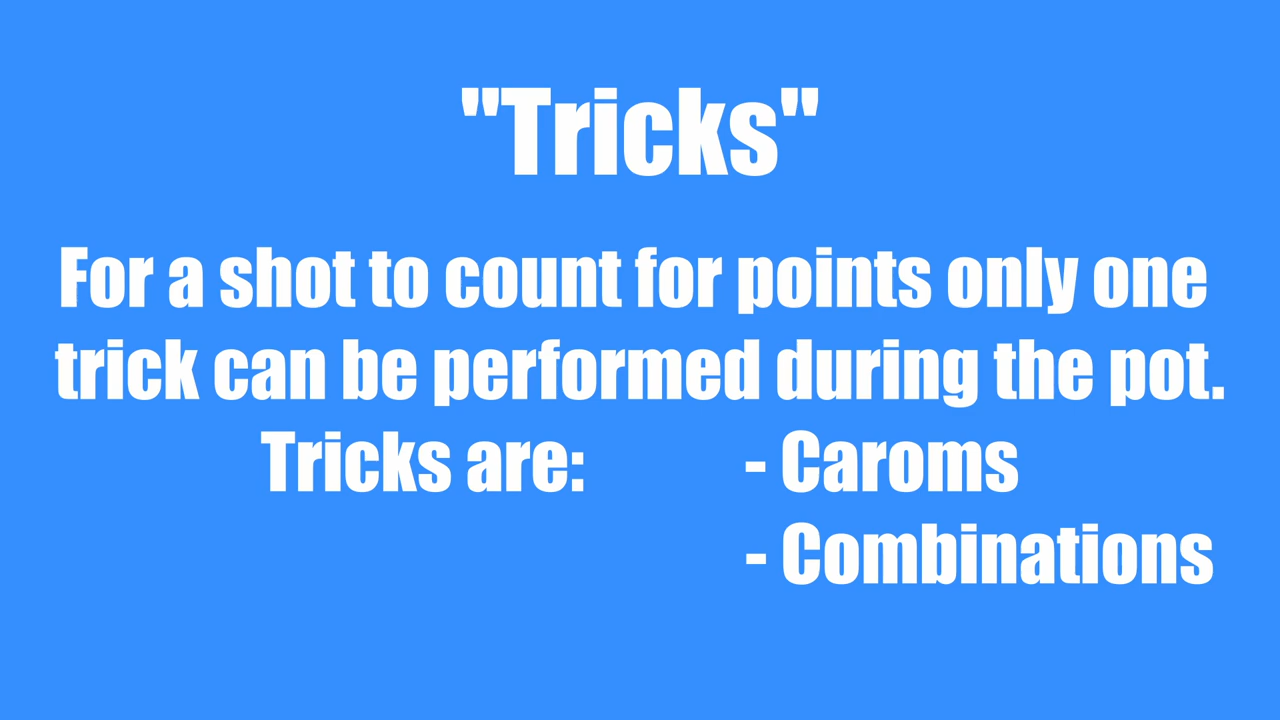 "Tricks"
For a shot to count for points only one
trick can be performed during the pot.
Tricks are: - Caroms
- Combinations